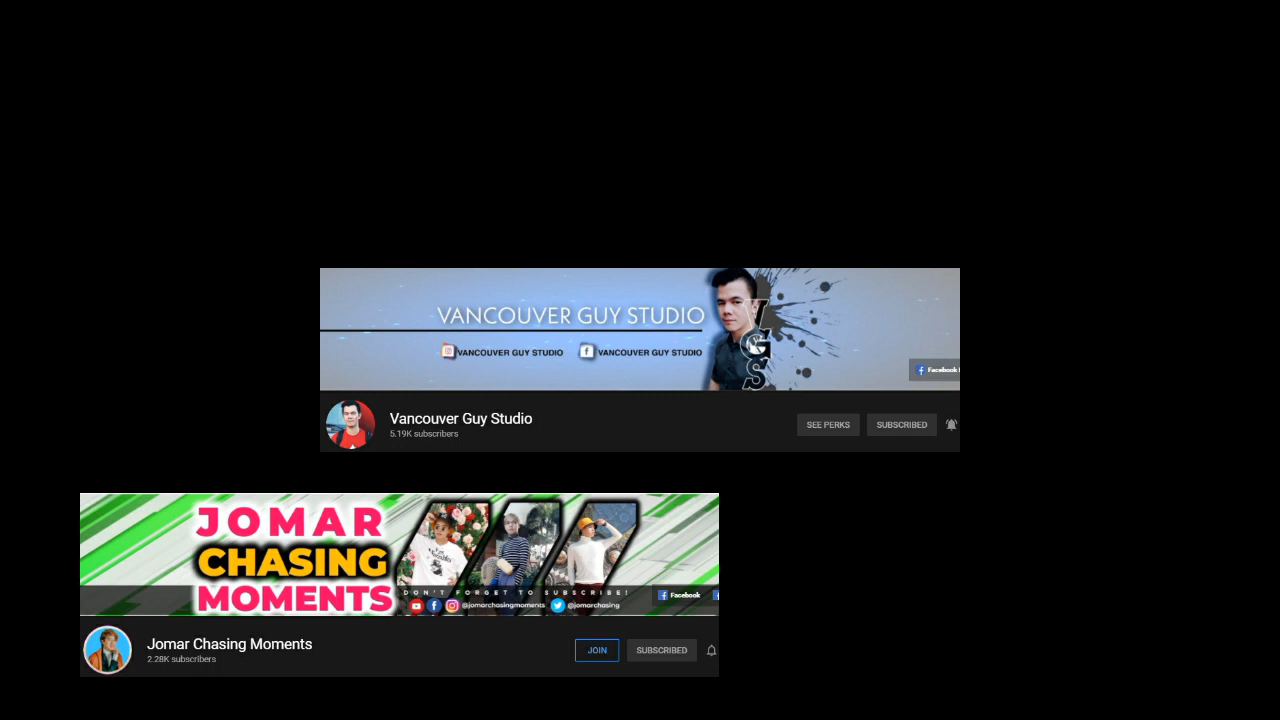 VANCOUVER GUY STUDIO
VANCOUVER GUY STUDIO VANCOUVER GUY STUDIO
VGS
Facebook
Vancouver Guy Studio
5.19K subscribers
SEE PERKS SUBSCRIBED
JOMAR
CHASING
MOMENTS
DON'T FORGET TO SUBSCRIBE!
@jomarchasingmoments @jomarchasing
Facebook
Jomar Chasing Moments
2.28K subscribers
JOIN SUBSCRIBED